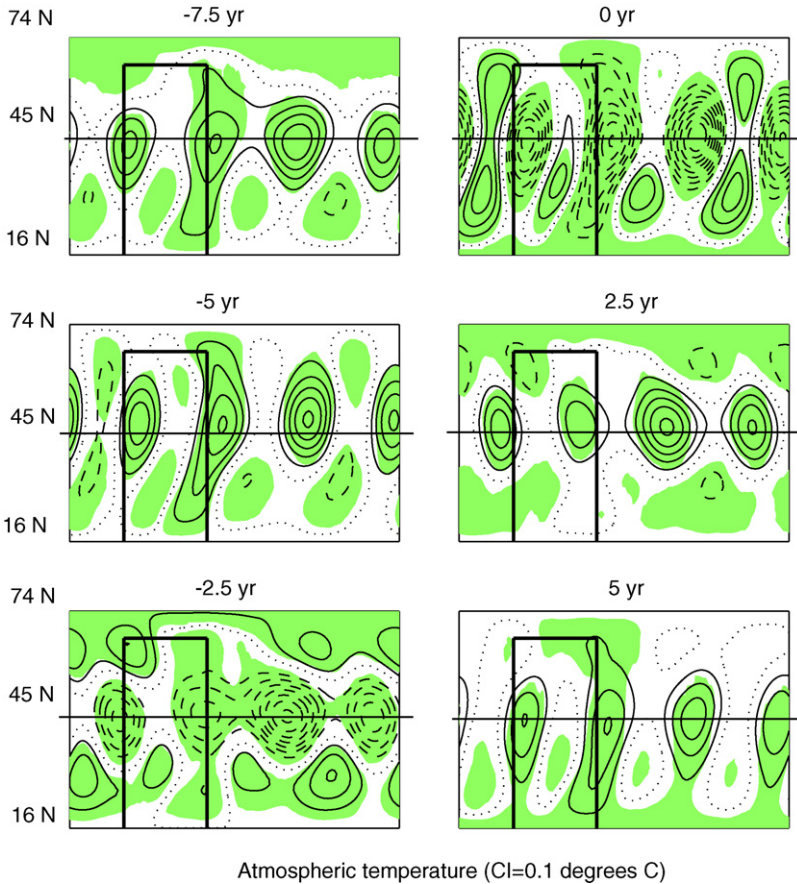 -7.5 yr
74 N
45 N
16 N
0 yr
-5 yr
74 N
45 N
16 N
2.5 yr
-2.5 yr
74 N
45 N
16 N
5 yr
Atmospheric temperature (CI=0.1 degrees C)